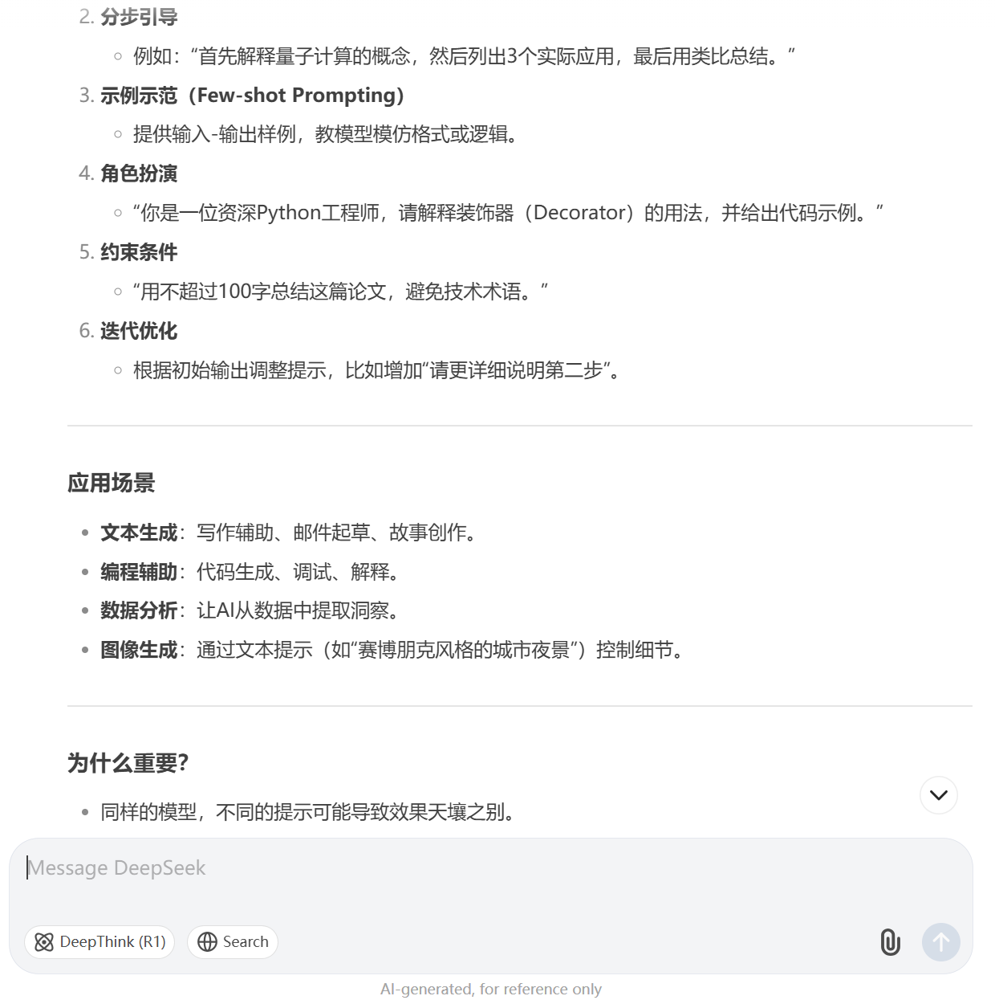 2. 分步引导
例如：“首先解释量子计算的概念，然后列出3个实际应用，最后用类比总结。”
3. 示例示范（Few-shot Prompting）
提供输入-输出样例，教模型模仿格式或逻辑。
4. 角色扮演
“你是一位资深Python工程师，请解释装饰器（Decorator）的用法，并给出代码示例。”
5. 约束条件
“用不超过100字总结这篇论文，避免技术术语。”
6. 迭代优化
根据初始输出调整提示，比如增加“请更详细说明第二步”。
应用场景
文本生成：写作辅助、邮件起草、故事创作。
编程辅助：代码生成、调试、解释。
数据分析：让AI从数据中提取洞察。
图像生成：通过文本提示（如“赛博朋克风格的城市夜景”）控制细节。
为什么重要？
同样的模型，不同的提示可能导致效果天壤之别。
Message DeepSeek
DeepThink (R1) Search
AI-generated, for reference only